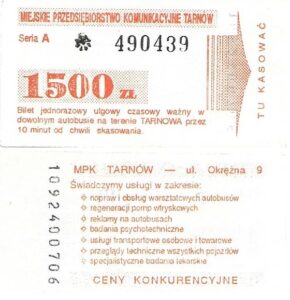 MIEJSKIE PRZEDSIĘBIORSTWO KOMUNIKACYJNE TARNÓW
Seria A 490439
1500 zł
Bilet jednorazowy ulgowy czasowy ważny w
dowolnym autobusie na terenie TARNOWA przez
10 minut od chwili skasowania.
TU KASOWAĆ
MPK TARNÓW — ul. Okrężna 9
Świadczymy usługi w zakresie:
napraw i obsług warsztatowych autobusów
regeneracji pomp wtryskowych
reklamy na autobusach
badania psychotechniczne
usługi transportowe osobowe i towarowe
przeglądy techniczne wszystkich pojazdów
specjalistyczne badania lekarskie
CENY KONKURENCYJNE
1092400706